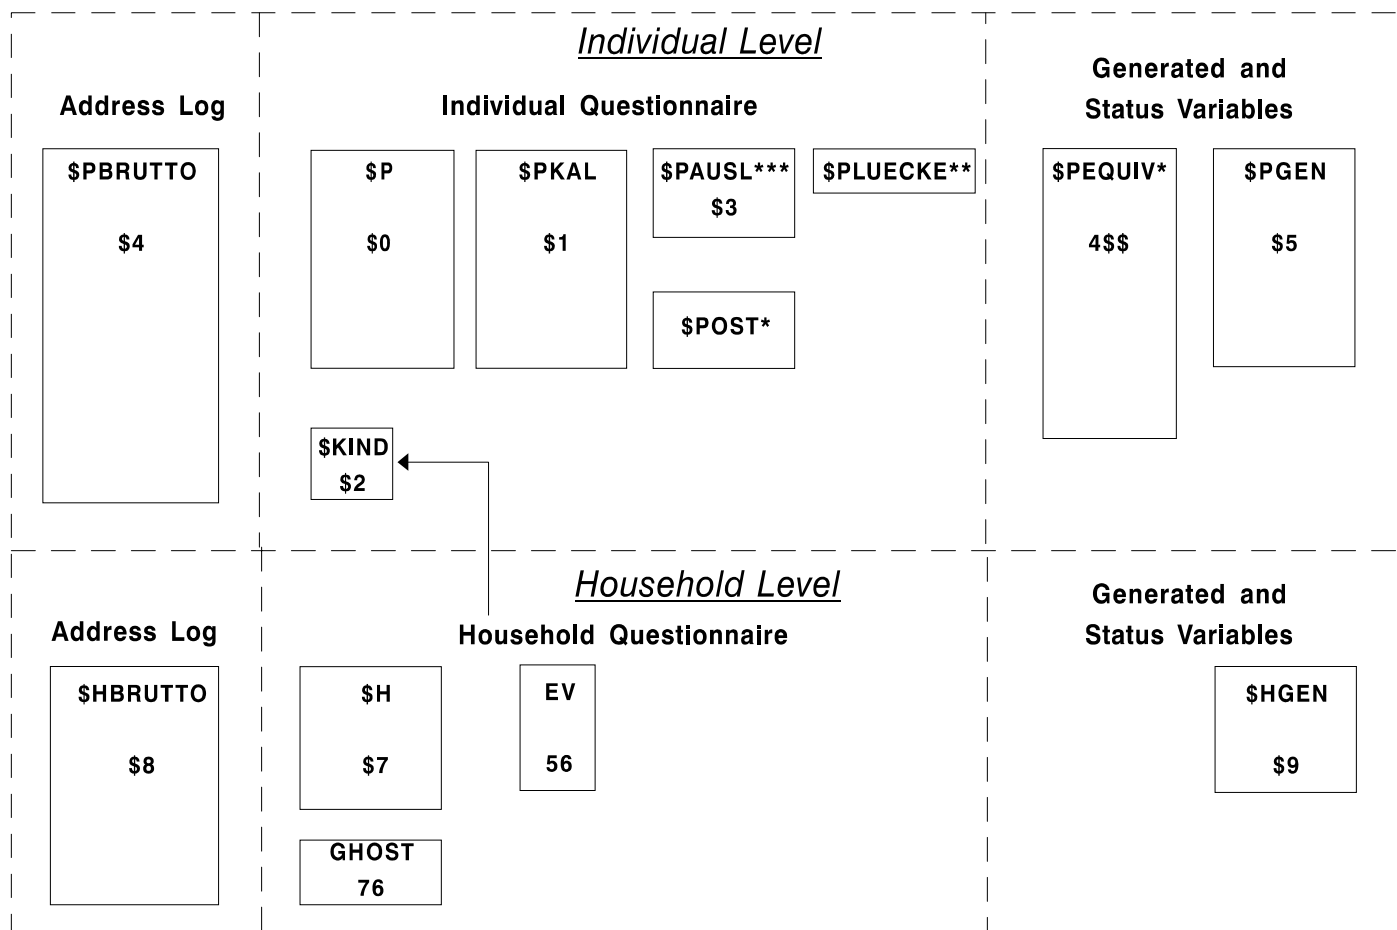 Individual Level
Address Log
Individual Questionnaire
Generated and
Status Variables
$PBRUTTO
$4
$P
$0
$PKAL
$1
$PAUSL***
$3
$PLUECKE**
$POST*
$PEQUIV*
4$$
$PGEN
$5
$KIND
$2
Household Level
Address Log
Household Questionnaire
Generated and
Status Variables
$HBRUTTO
$8
$H
$7
EV
56
$HGEN
$9
GHOST
76